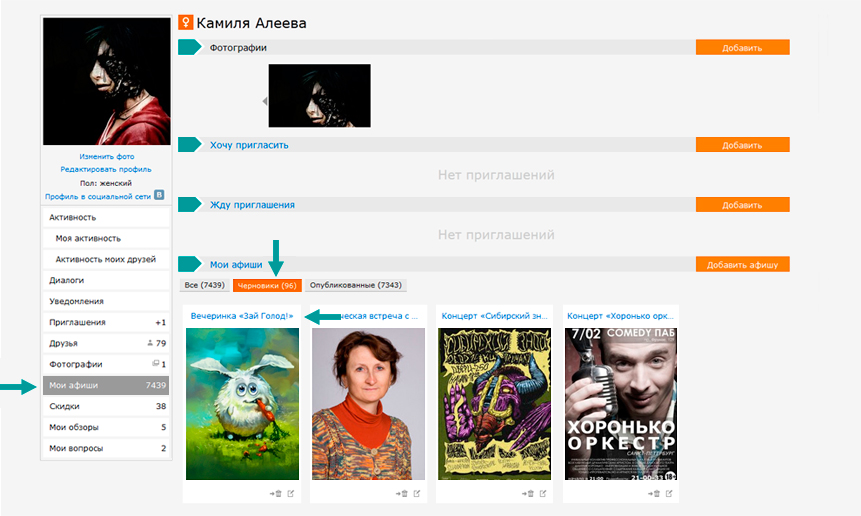 Камиля Алеева
Фотографии
Добавить
Изменить фото
Редактировать профиль
Пол: женский
Профиль в социальной сети В
Активность
Моя активность
Активность моих друзей
Диалоги
Уведомления
Приглашения +1
Друзья 79
Фотографии 1
Мои афиши 7439
Скидки 38
Мои обзоры 5
Мои вопросы 2
Хочу пригласить
Добавить
Нет приглашений
Жду приглашения
Добавить
Нет приглашений
Мои афиши
Добавить афишу
Все (7439) Черновики (96) Опубликованные (7343)
Вечеринка «Зай Голод!»
ческая встреча с ...
Концерт «Сибирский зн...
Концерт «Хоронько орк...
7/02 COMEDY ПАБ
ХОРОНЬКО
ОРКЕСТР
САНКТ-ПЕТЕРБУРГ
21-00-33